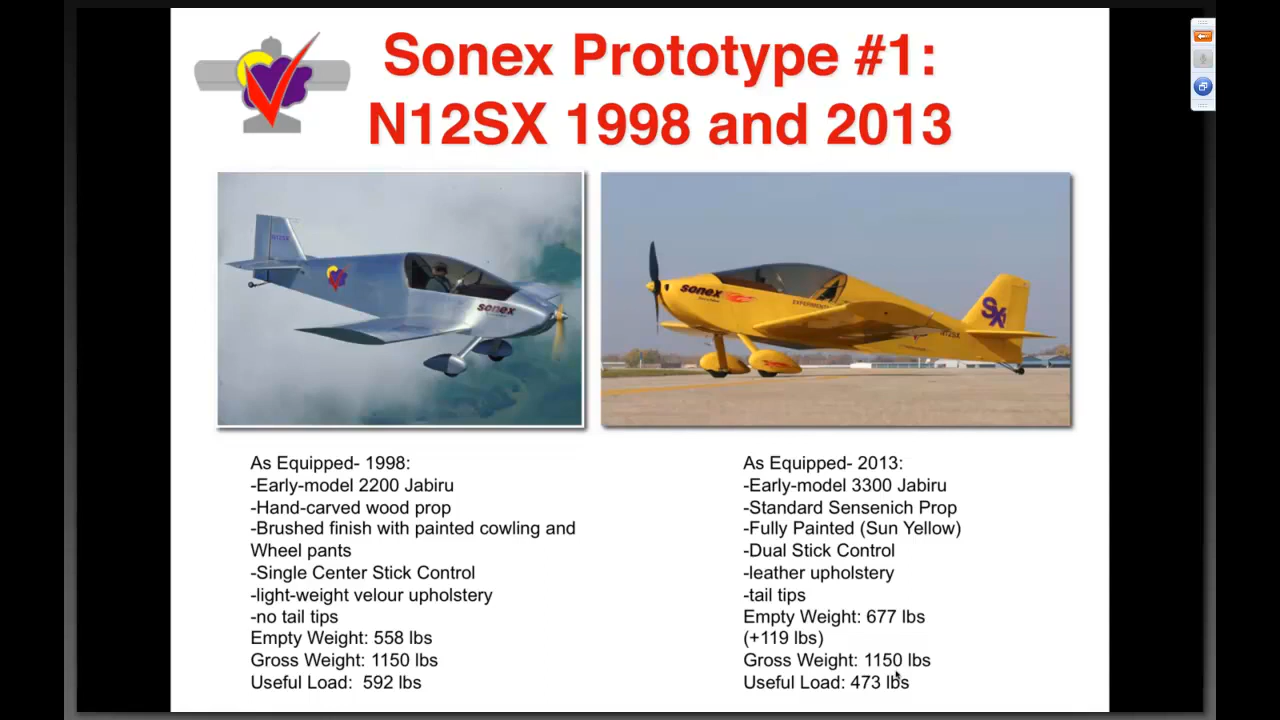 Sonex Prototype #1:
N12SX 1998 and 2013
N12SX
sonex
sonex
EXPERIMENTAL
N12SX
SX
As Equipped- 1998:
-Early-model 2200 Jabiru
-Hand-carved wood prop
-Brushed finish with painted cowling and
Wheel pants
-Single Center Stick Control
-light-weight velour upholstery
-no tail tips
Empty Weight: 558 lbs
Gross Weight: 1150 lbs
Useful Load: 592 lbs
As Equipped- 2013:
-Early-model 3300 Jabiru
-Standard Sensenich Prop
-Fully Painted (Sun Yellow)
-Dual Stick Control
-leather upholstery
-tail tips
Empty Weight: 677 lbs
(+119 lbs)
Gross Weight: 1150 lbs
Useful Load: 473 lbs